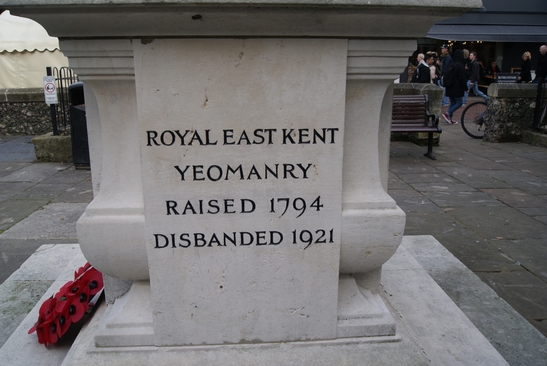 ROYAL EAST KENT
YEOMANRY
RAISED 1794
DISBANDED 1921